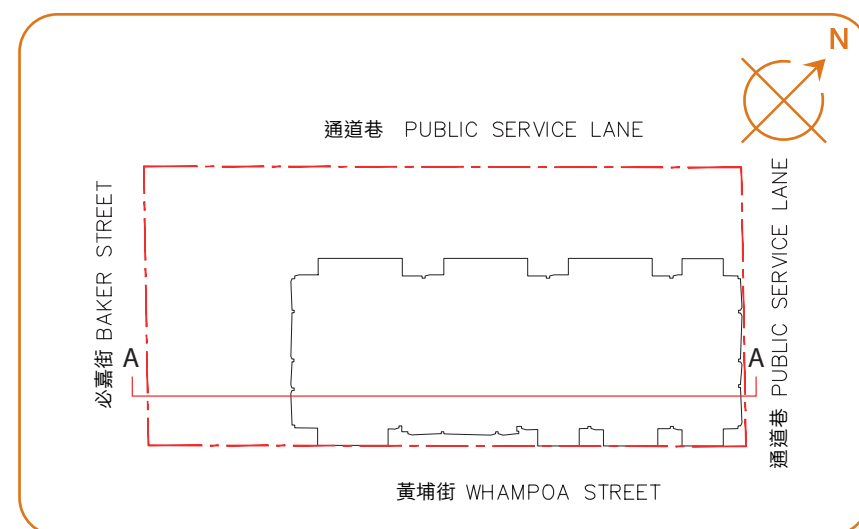 N
通道巷 PUBLIC SERVICE LANE
必嘉街 BAKER STREET
通道巷 PUBLIC SERVICE LANE
A
A
黃埔街 WHAMPOA STREET